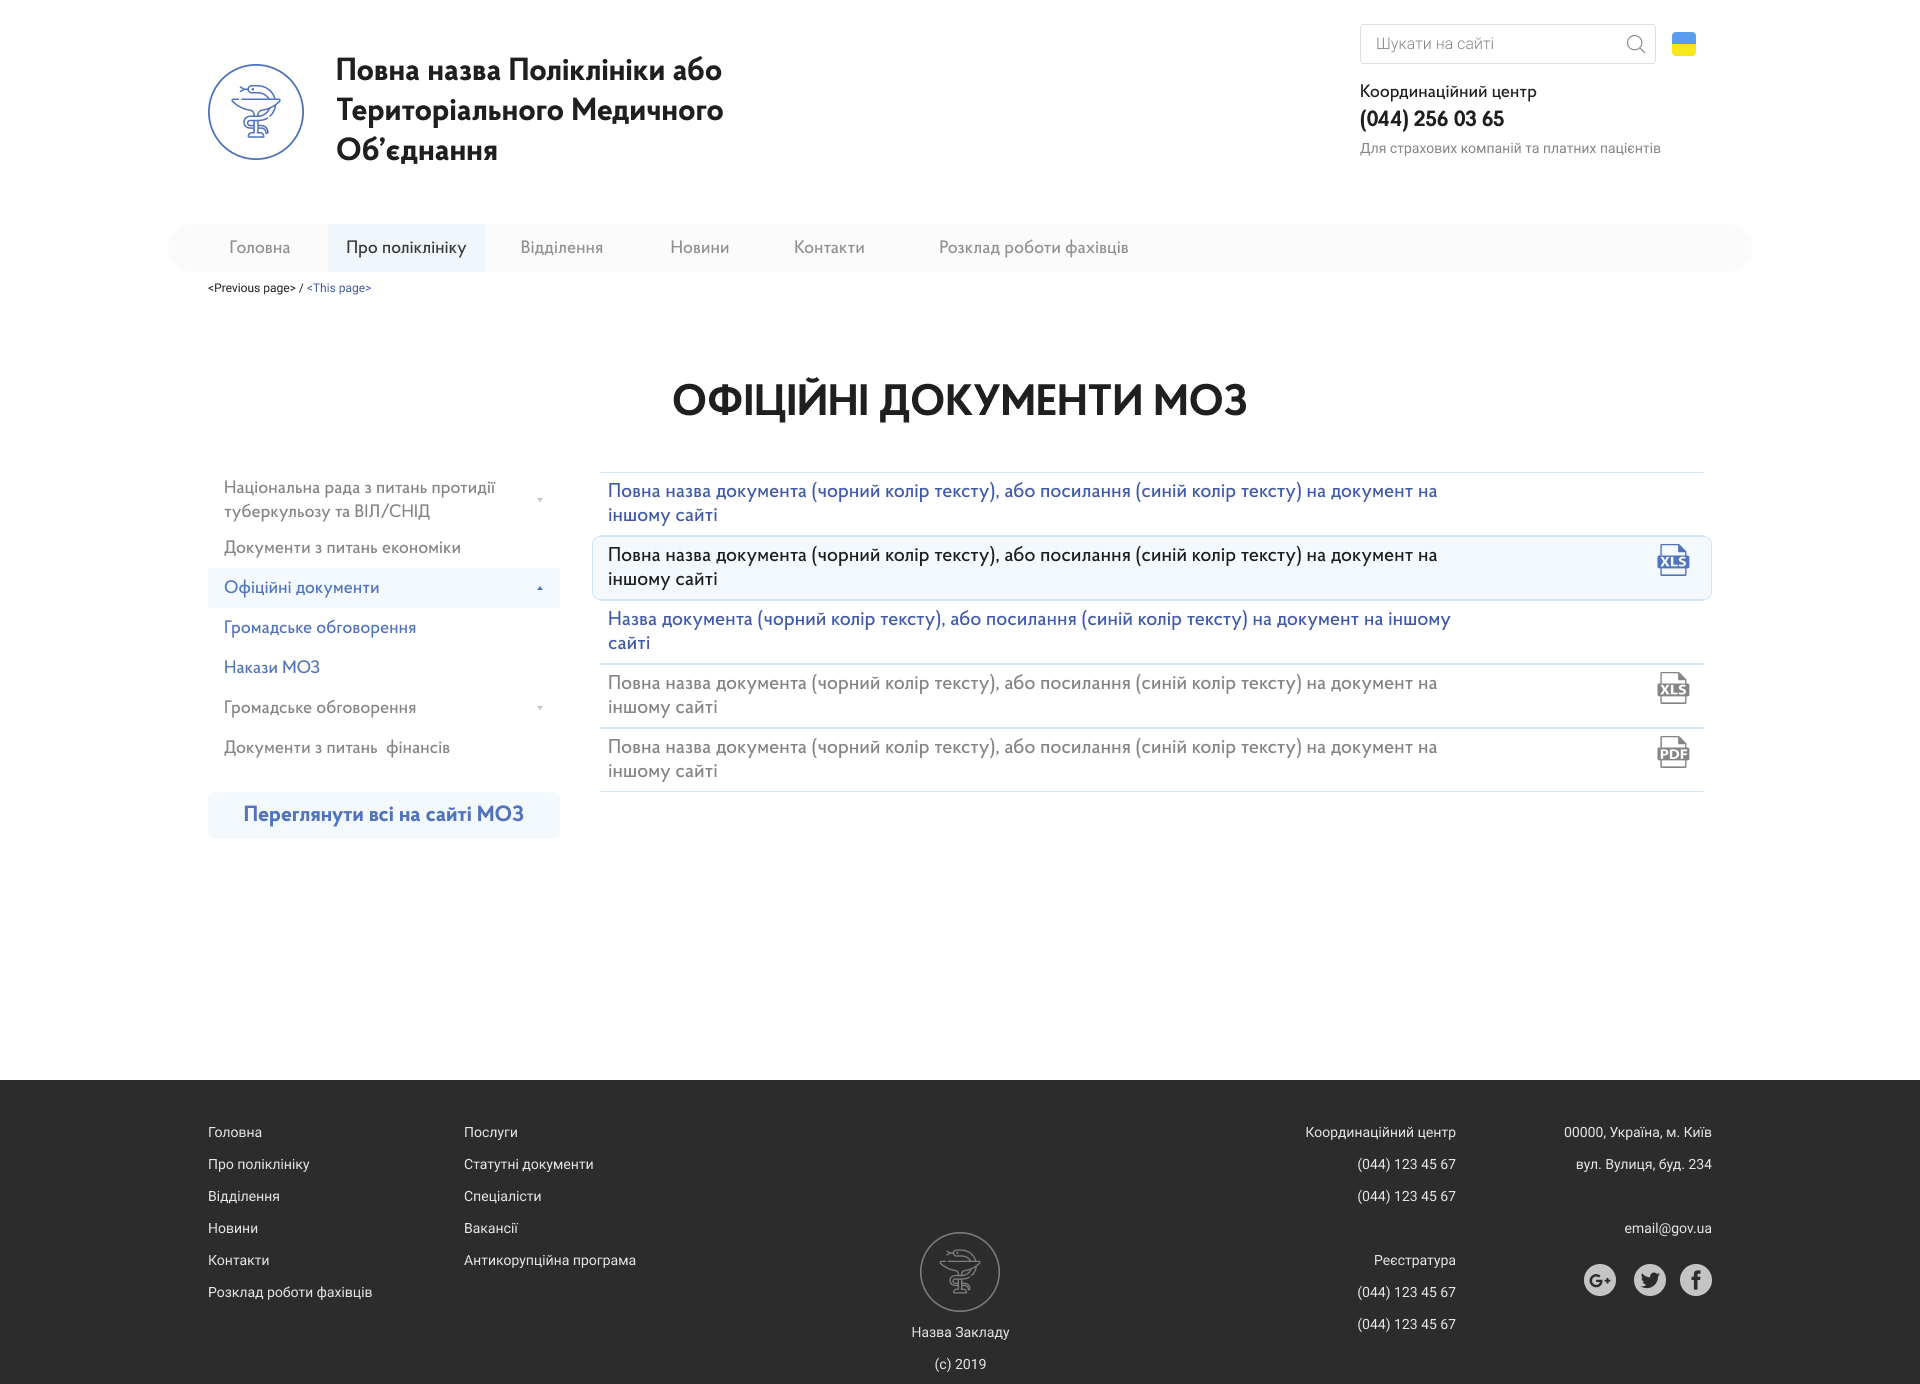 Повна назва Поліклініки або
Територіального Медичного
Об’єднання
Шукати на сайті
Координаційний центр
(044) 256 03 65
Для страхових компаній та платних пацієнтів
Головна
Про поліклініку
Відділення
Новини
Контакти
Розклад роботи фахівців
<Previous page> / <This page>
ОФІЦІЙНІ ДОКУМЕНТИ МОЗ
Національна рада з питань протидії
туберкульозу та ВІЛ/СНІД
Документи з питань економіки
Офіційні документи
Громадське обговорення
Накази МОЗ
Громадське обговорення
Документи з питань  фінансів
Переглянути всі на сайті МОЗ
Повна назва документа (чорний колір тексту), або посилання (синій колір тексту) на документ на
іншому сайті
Повна назва документа (чорний колір тексту), або посилання (синій колір тексту) на документ на
іншому сайті
XLS
Назва документа (чорний колір тексту), або посилання (синій колір тексту) на документ на іншому
сайті
Повна назва документа (чорний колір тексту), або посилання (синій колір тексту) на документ на
іншому сайті
XLS
Повна назва документа (чорний колір тексту), або посилання (синій колір тексту) на документ на
іншому сайті
PDF
Головна
Про поліклініку
Відділення
Новини
Контакти
Розклад роботи фахівців
Послуги
Статутні документи
Спеціалісти
Вакансії
Антикорупційна програма
Назва Закладу
(c) 2019
Координаційний центр
(044) 123 45 67
(044) 123 45 67
Реєстратура
(044) 123 45 67
(044) 123 45 67
00000, Україна, м. Київ
вул. Вулиця, буд. 234
email@gov.ua
G+
f